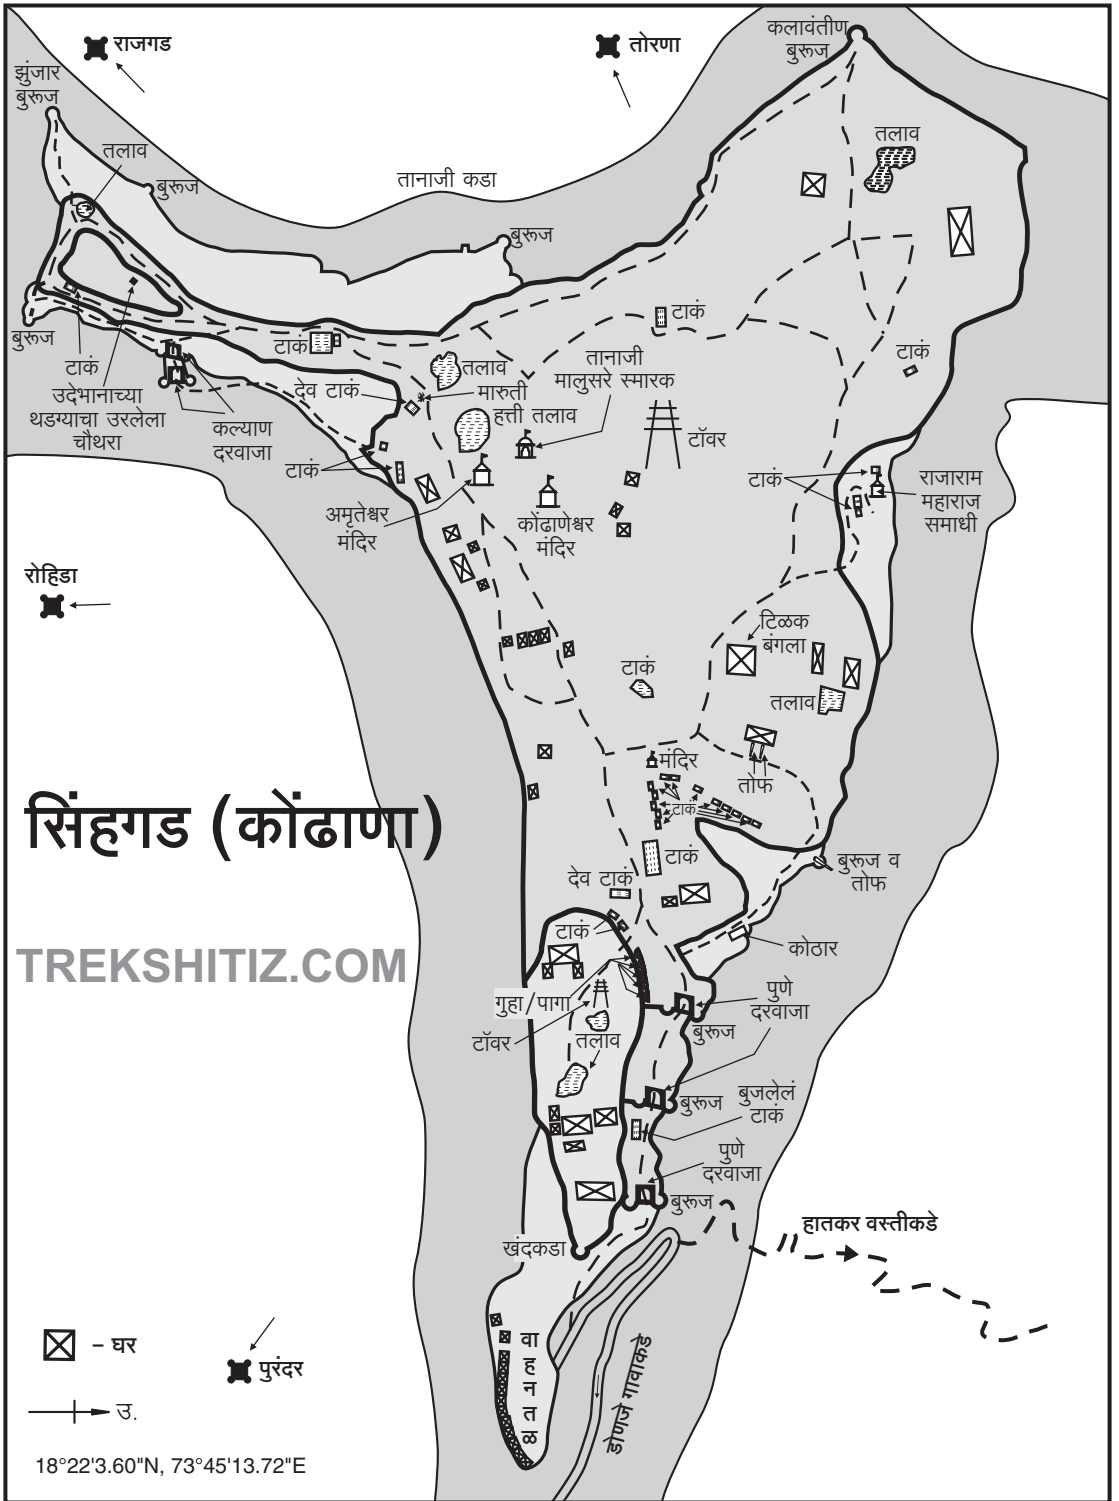 राजगड
तोरणा
कलावंतीण
बुरूज
झुंजार
बुरूज
तलाव
तलाव
बुरूज
तानाजी कडा
बुरूज
बुरूज
टाकं
उदेभानाच्या
थडग्याचा उरलेला
चौथरा
कल्याण
दरवाजा
टाकं
देव टाकं
तलाव
मारुती
हत्ती तलाव
तानाजी
मालुसरे स्मारक
टाकं
टाकं
टॉवर
टाकं
अमृतेश्वर
मंदिर
कोंढाणेश्वर
मंदिर
टाकं
राजाराम
महाराज
समाधी
रोहिडा
टिळक
बंगला
टाकं
तलाव
तोफ
मंदिर
टाकं
सिंहगड (कोंढाणा)
टाकं
देव टाकं
बुरूज व
तोफ
TREKSHITIZ.COM
टाकं
कोठार
गुहा/पागा
टॉवर
तलाव
पुणे
दरवाजा
बुरूज
बुरूज
बुजलेलं
टाकं
पुणे
दरवाजा
बुरूज
हातकर वस्तीकडे
खंदकडा
वाहनतळ
डोणजे गावाकडे
- घर
पुरंदर
उ.
18°22'3.60"N, 73°45'13.72"E